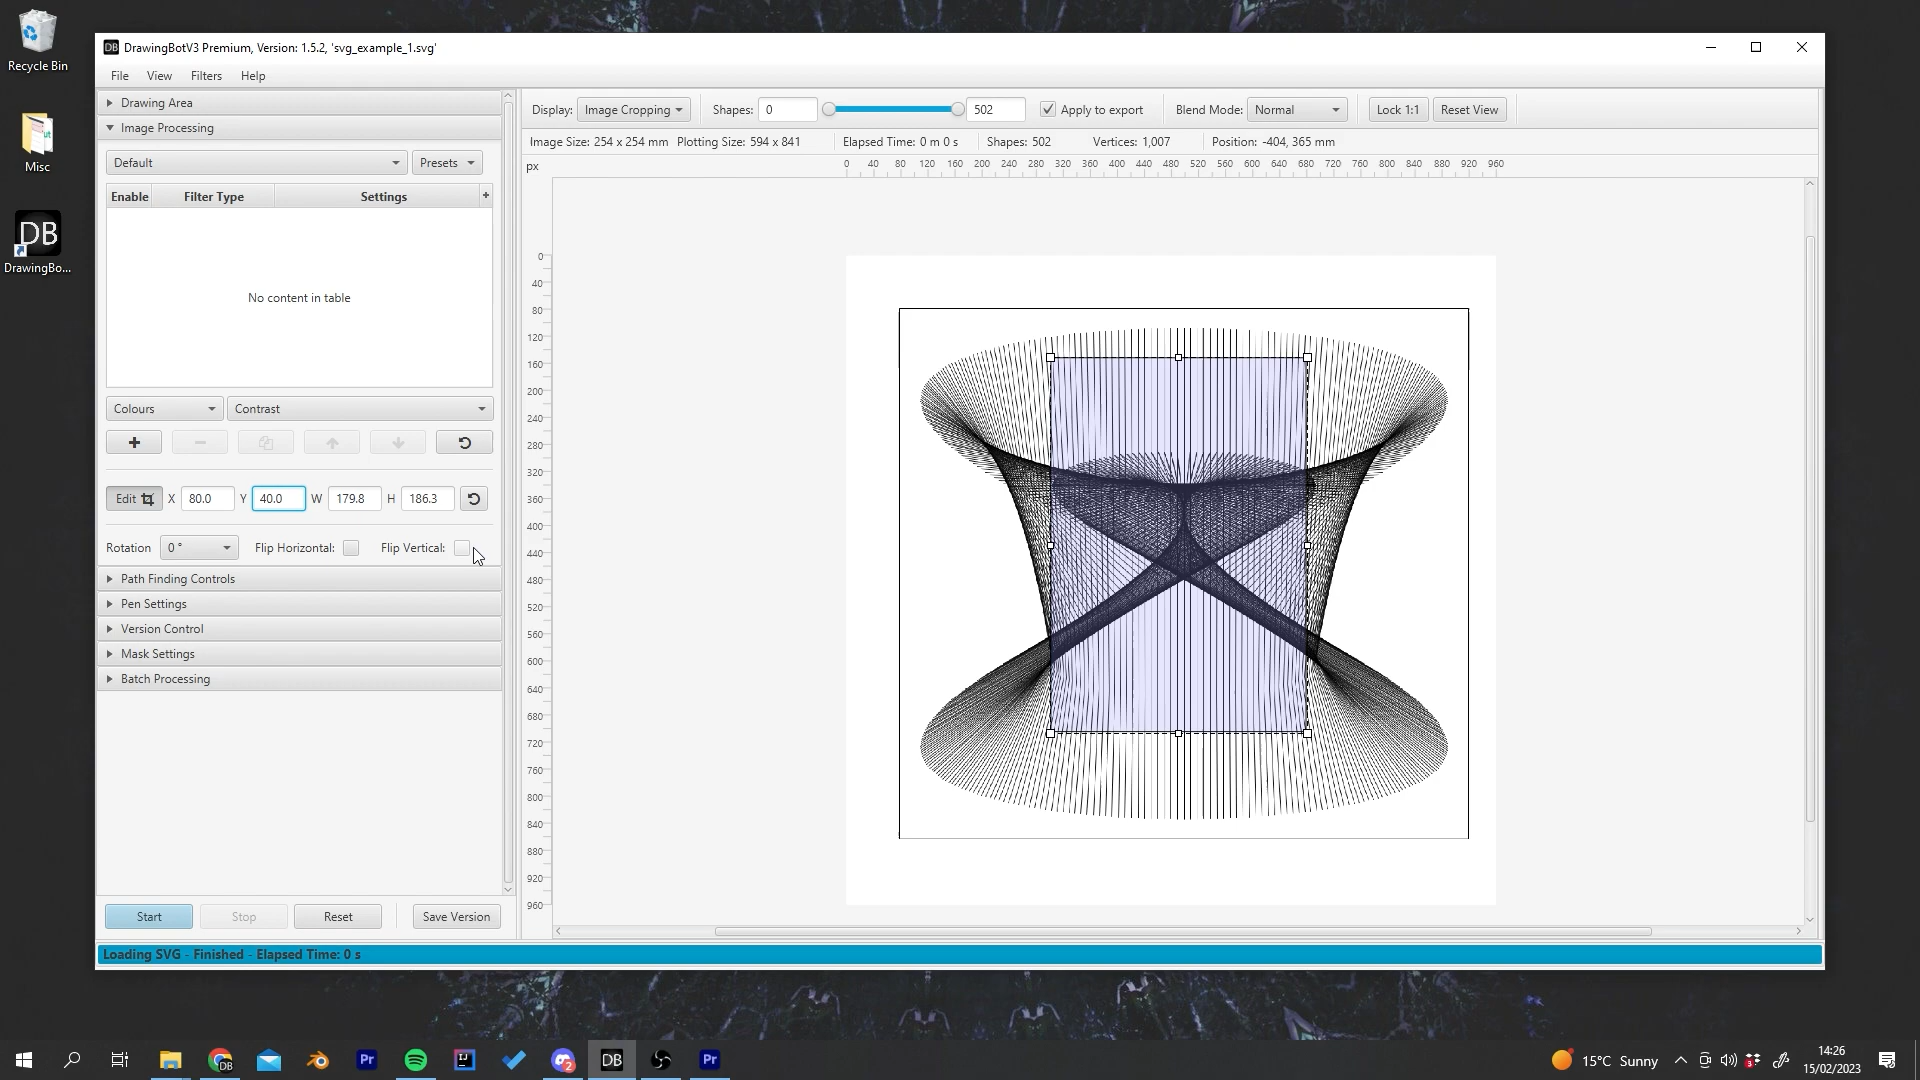 Recycle Bin
Misc
DB
DrawingBo...
DB DrawingBotV3 Premium, Version: 1.5.2, 'svg_example_1.svg'
File View Filters Help
Drawing Area
Image Processing
Default Presets
Enable Filter Type Settings +
No content in table
Colours Contrast
Edit X 80.0 Y 40.0 W 179.8 H 186.3
Rotation 0 ° Flip Horizontal: Flip Vertical:
Path Finding Controls
Pen Settings
Version Control
Mask Settings
Batch Processing
Start Stop Reset Save Version
Loading SVG - Finished - Elapsed Time: 0 s
Display: Image Cropping Shapes: 0 502 Apply to export Blend Mode: Normal Lock 1:1 Reset View
Image Size: 254 x 254 mm Plotting Size: 594 x 841 Elapsed Time: 0 m 0 s Shapes: 502 Vertices: 1,007 Position: -404, 365 mm
px 0 40 80 120 160 200 240 280 320 360 400 440 480 520 560 600 640 680 720 760 800 840 880 920 960
0
40
80
120
160
200
240
280
320
360
400
440
480
520
560
600
640
680
720
760
800
840
880
920
960
DB Pr IJ 2 DB Pr
15°C Sunny
14:26
15/02/2023